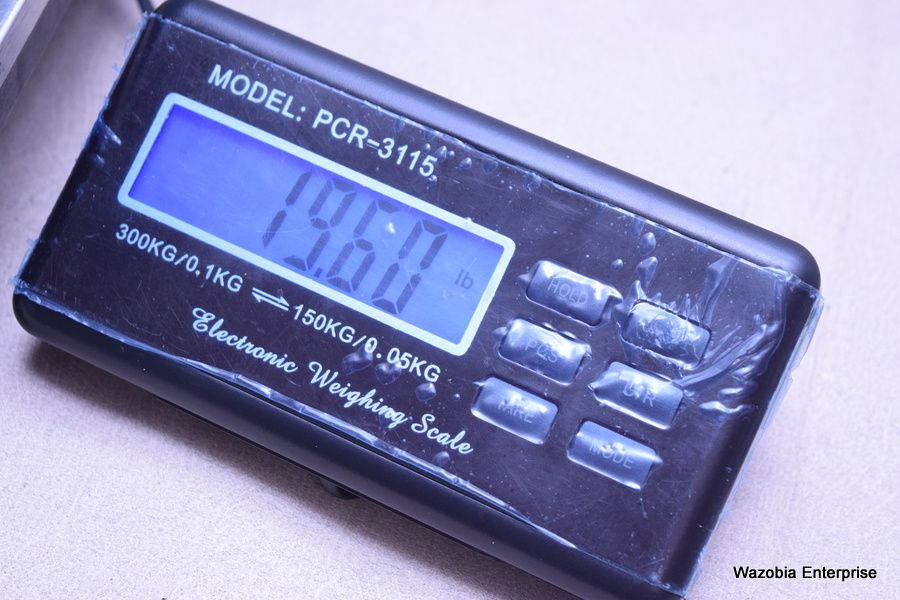 MODEL: PCR-3115
19.60 lb
300KG/0.1KG ⇌ 150KG/0.05KG
Electronic Weighing Scale
HOLD
TARE
MODE
Wazobia Enterprise